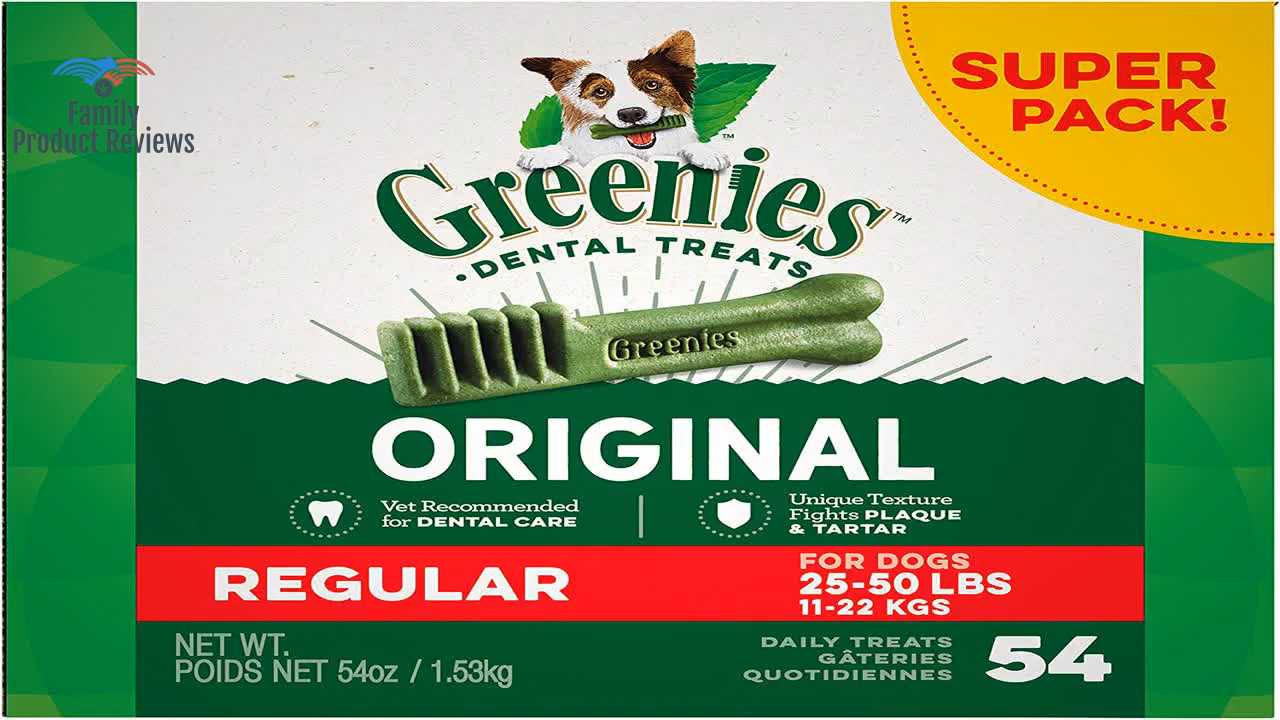 Family
Product Reviews
SUPER
PACK!
™
Greenies™
·DENTAL TREATS
Greenies
ORIGINAL
Vet Recommended
for DENTAL CARE
Unique Texture
Fights PLAQUE
& TARTAR
REGULAR
FOR DOGS
25-50 LBS
11-22 KGS
NET WT.
POIDS NET 54oz / 1.53kg
DAILY TREATS
GÂTERIES
QUOTIDIENNES
54